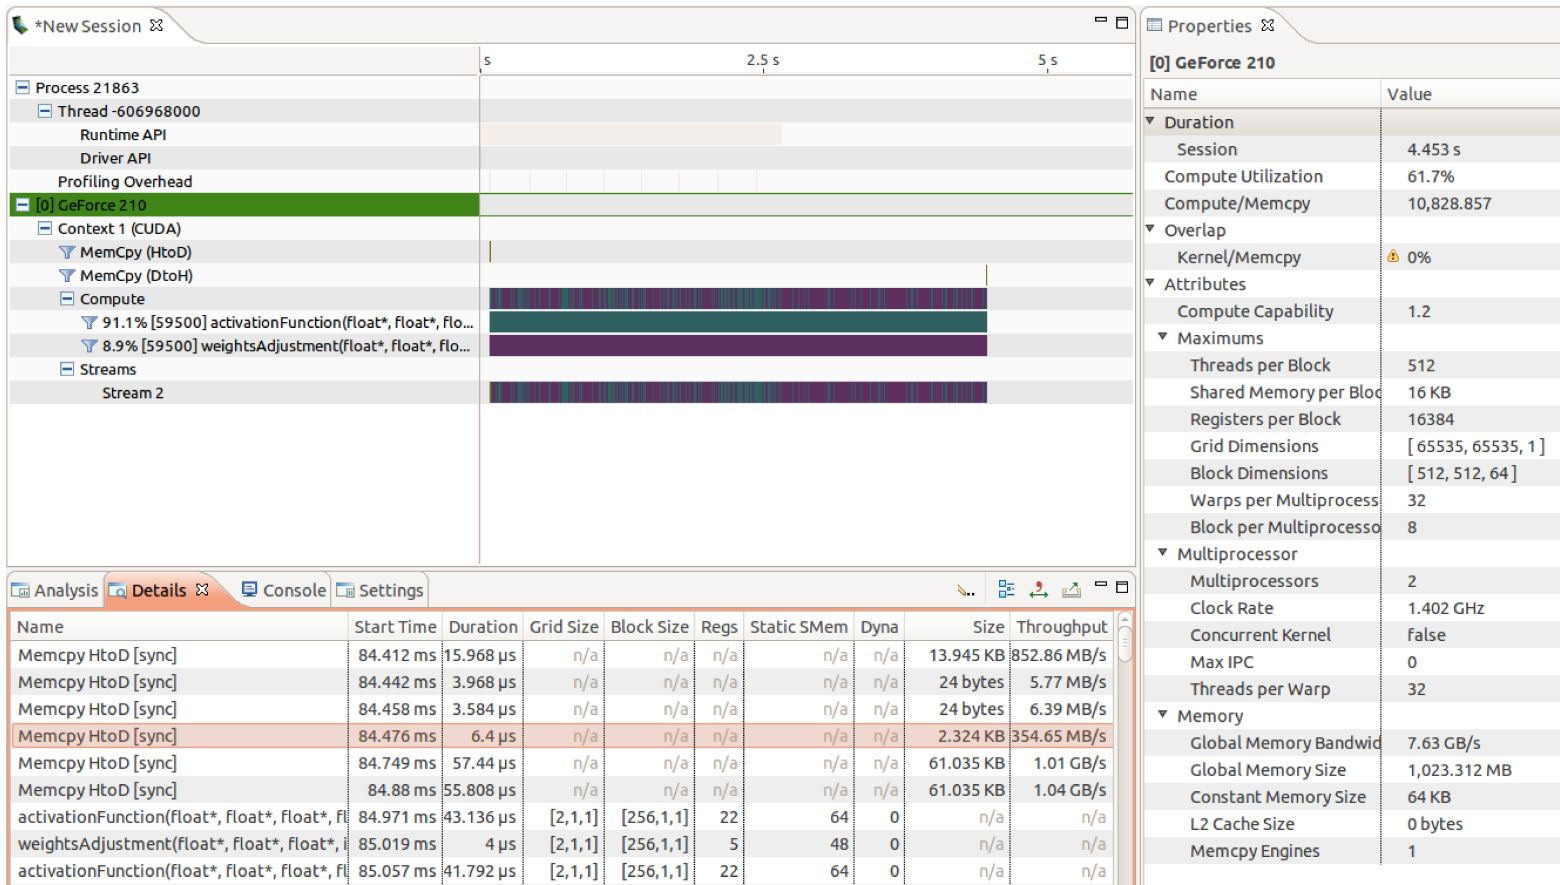 *New Session
s 2.5 s 5 s
Process 21863
Thread -606968000
Runtime API
Driver API
Profiling Overhead
[0] GeForce 210
Context 1 (CUDA)
MemCpy (HtoD)
MemCpy (DtoH)
Compute
91.1% [59500] activationFunction(float*, float*, flo...
8.9% [59500] weightsAdjustment(float*, float*, flo...
Streams
Stream 2
Analysis Details Console Settings
Name Start Time Duration Grid Size Block Size Regs Static SMem Dyna Size Throughput
Memcpy HtoD [sync] 84.412 ms 15.968 µs n/a n/a n/a n/a n/a 13.945 KB 852.86 MB/s
Memcpy HtoD [sync] 84.442 ms 3.968 µs n/a n/a n/a n/a n/a 24 bytes 5.77 MB/s
Memcpy HtoD [sync] 84.458 ms 3.584 µs n/a n/a n/a n/a n/a 24 bytes 6.39 MB/s
Memcpy HtoD [sync] 84.476 ms 6.4 µs n/a n/a n/a n/a n/a 2.324 KB 354.65 MB/s
Memcpy HtoD [sync] 84.749 ms 57.44 µs n/a n/a n/a n/a n/a 61.035 KB 1.01 GB/s
Memcpy HtoD [sync] 84.88 ms 55.808 µs n/a n/a n/a n/a n/a 61.035 KB 1.04 GB/s
activationFunction(float*, float*, float*, fl 84.971 ms 43.136 µs [2,1,1] [256,1,1] 22 64 0 n/a n/a
weightsAdjustment(float*, float*, float*, i 85.019 ms 4 µs [2,1,1] [256,1,1] 5 48 0 n/a n/a
activationFunction(float*, float*, float*, fl 85.057 ms 41.792 µs [2,1,1] [256,1,1] 22 64 0 n/a n/a
Properties
[0] GeForce 210
Name Value
Duration
Session 4.453 s
Compute Utilization 61.7%
Compute/Memcpy 10,828.857
Overlap
Kernel/Memcpy 0%
Attributes
Compute Capability 1.2
Maximums
Threads per Block 512
Shared Memory per Bloc 16 KB
Registers per Block 16384
Grid Dimensions [ 65535, 65535, 1 ]
Block Dimensions [ 512, 512, 64 ]
Warps per Multiprocess 32
Block per Multiprocesso 8
Multiprocessor
Multiprocessors 2
Clock Rate 1.402 GHz
Concurrent Kernel false
Max IPC 0
Threads per Warp 32
Memory
Global Memory Bandwid 7.63 GB/s
Global Memory Size 1,023.312 MB
Constant Memory Size 64 KB
L2 Cache Size 0 bytes
Memcpy Engines 1